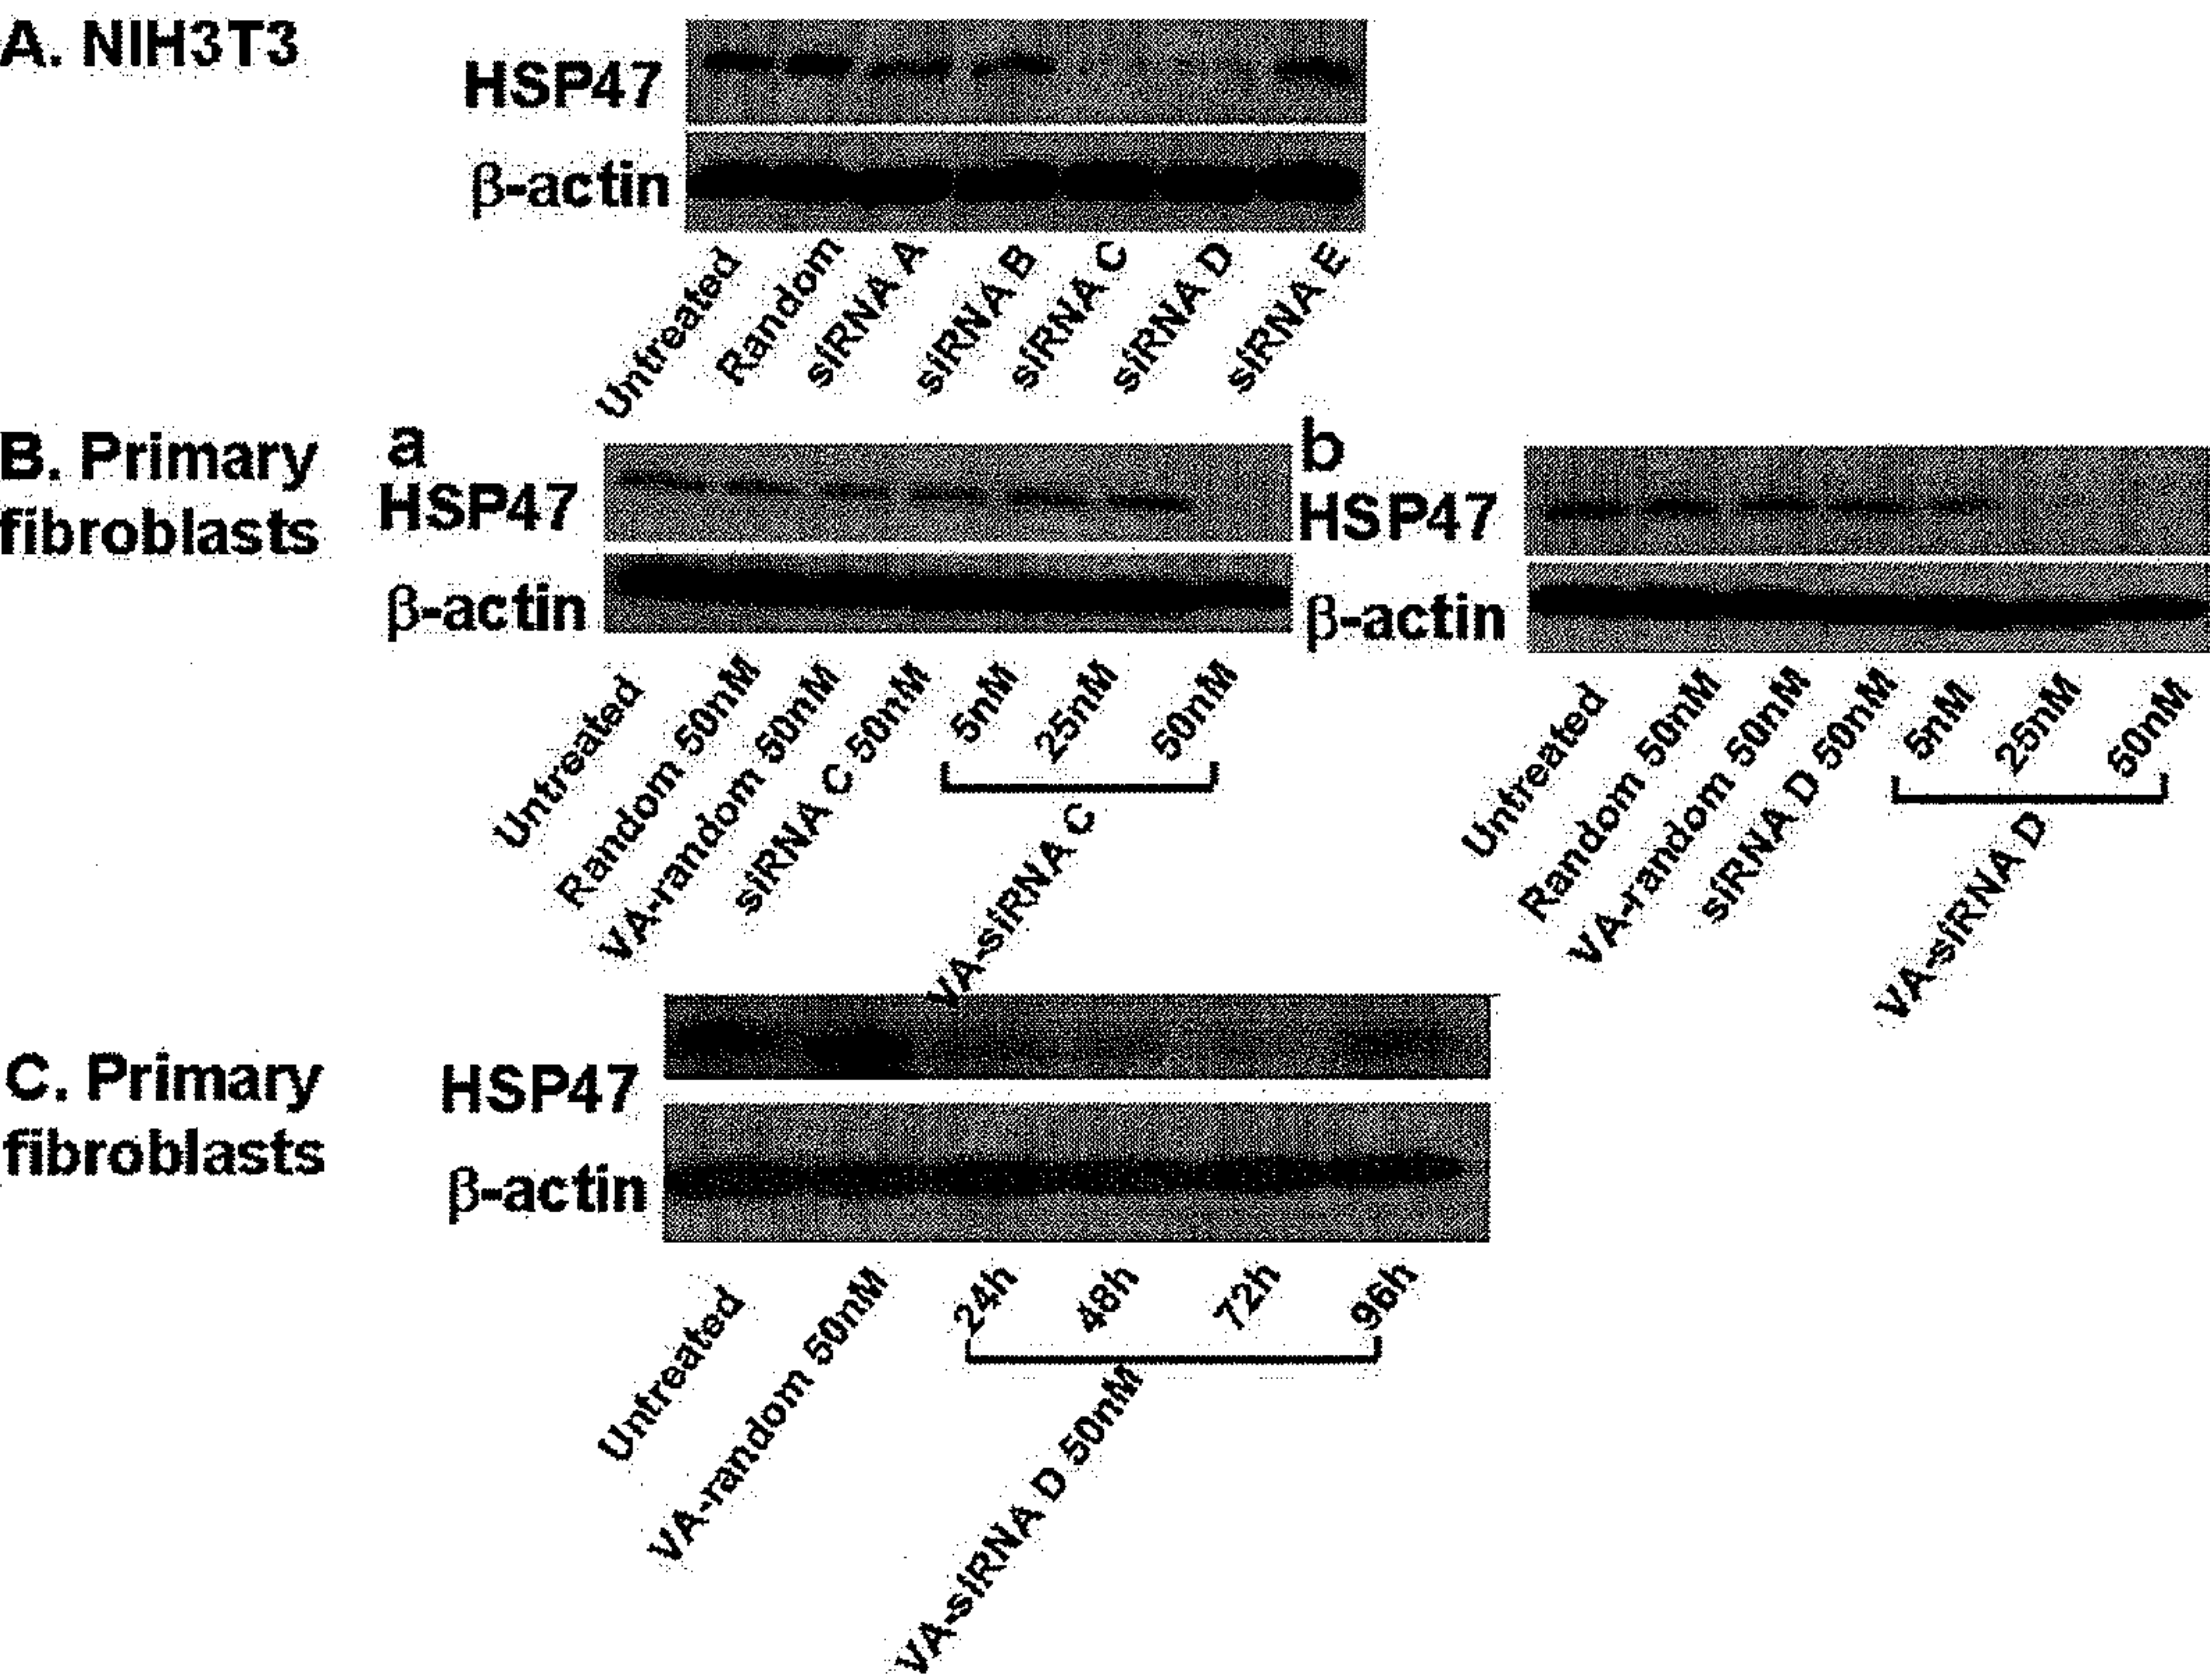 A. NIH3T3
HSP47
β-actin
Untreated
Random
siRNA A
siRNA B
siRNA C
siRNA D
siRNA E
B. Primary
fibroblasts
a
HSP47
β-actin
Untreated
Random 50nM
VA-random 50nM
siRNA C 50nM
5nM
25nM
50nM
VA-siRNA C
b
HSP47
β-actin
Untreated
Random 50nM
VA-random 50nM
siRNA D 50nM
5nM
25nM
50nM
VA-siRNA D
C. Primary
fibroblasts
HSP47
β-actin
Untreated
VA-random 50nM
24h
48h
72h
96h
VA-siRNA D 50nM